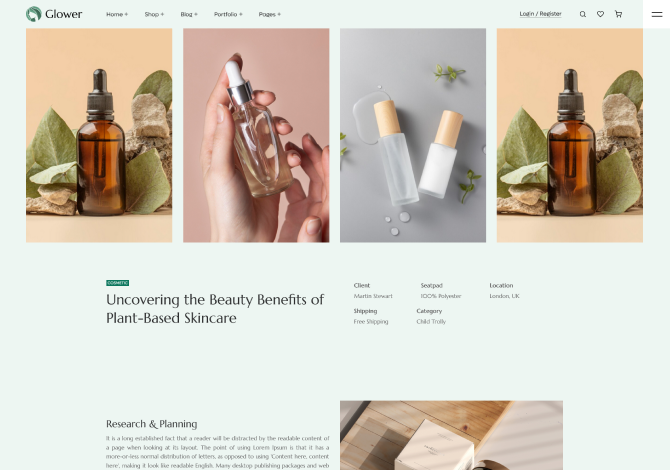 Glower
Home + Shop + Blog + Portfolio + Pages +
Login / Register
COSMETIC
Uncovering the Beauty Benefits of
Plant-Based Skincare
Client Seatpad Location
Martin Stewart 100% Polyester London, UK
Shipping Category
Free Shipping Child Trolly
Research & Planning
It is a long established fact that a reader will be distracted by the readable content of
a page when looking at its layout. The point of using Lorem Ipsum is that it has a
more-or-less normal distribution of letters, as opposed to using 'Content here, content
here', making it look like readable English. Many desktop publishing packages and web